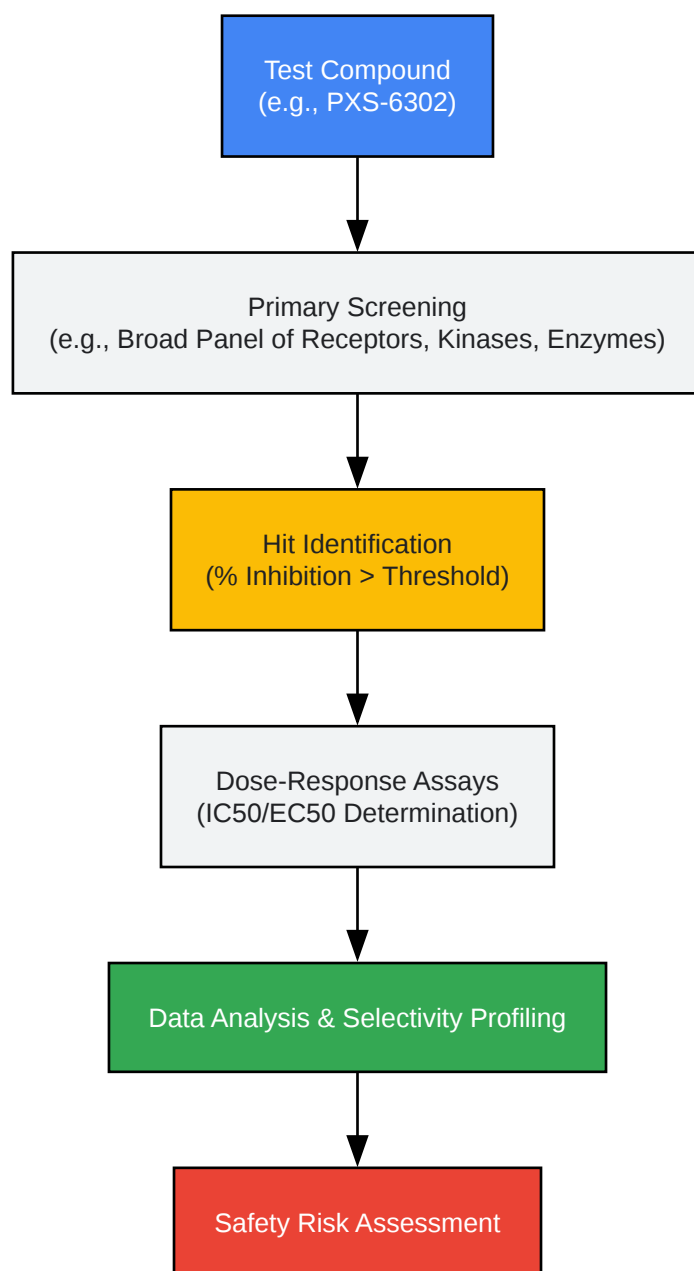 Test Compound
(e.g., PXS-6302)
Primary Screening
(e.g., Broad Panel of Receptors, Kinases, Enzymes)
Hit Identification
(% Inhibition > Threshold)
Dose-Response Assays
(IC50/EC50 Determination)
Data Analysis & Selectivity Profiling
Safety Risk Assessment